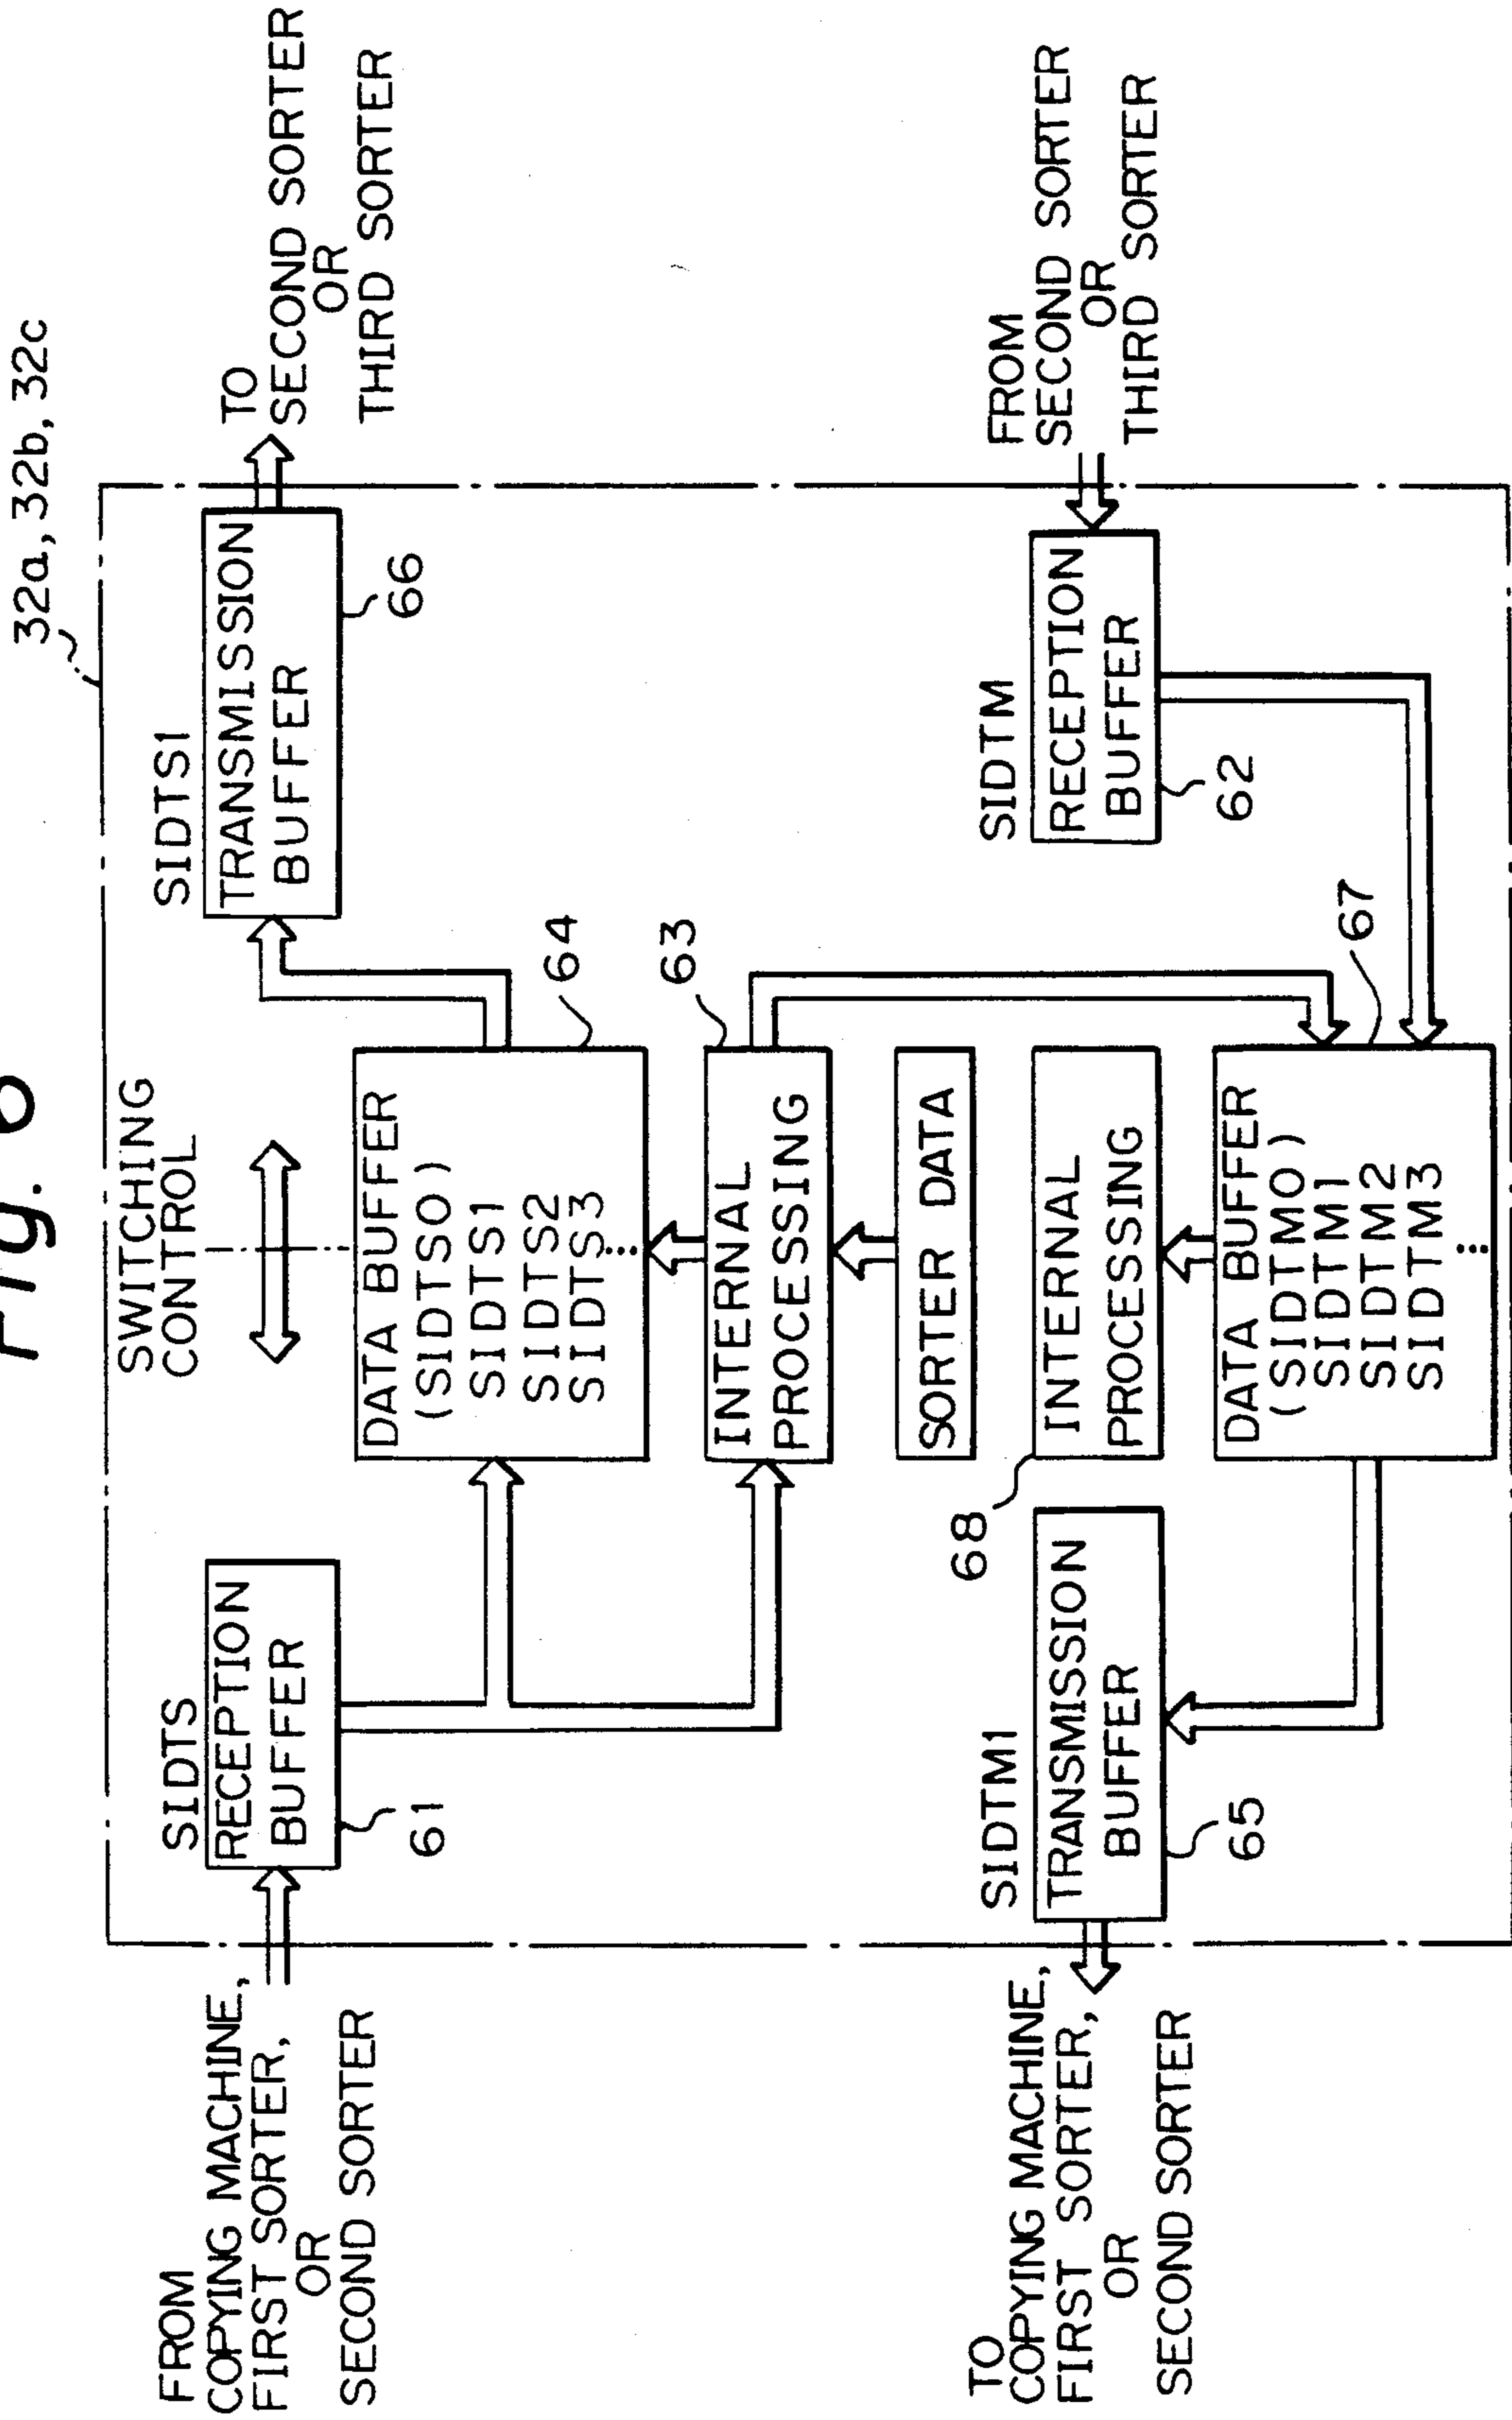 Fig. 6
32a, 32b, 32c
SWITCHING
CONTROL
FROM
COPYING MACHINE,
FIRST SORTER,
OR
SECOND SORTER
SIDTS
RECEPTION
BUFFER
61
DATA BUFFER
(SIDTS0)
SIDTS1
SIDTS2
SIDTS3
...
64
SIDTS1
TRANSMISSION
BUFFER
66
TO
SECOND SORTER
OR
THIRD SORTER
INTERNAL
PROCESSING
63
SORTER DATA
TO
COPYING MACHINE,
FIRST SORTER,
OR
SECOND SORTER
SIDTM1
TRANSMISSION
BUFFER
65
68
INTERNAL
PROCESSING
DATA BUFFER
(SIDTM0)
SIDTM1
SIDTM2
SIDTM3
...
67
SIDTM
RECEPTION
BUFFER
62
FROM
SECOND SORTER
OR
THIRD SORTER